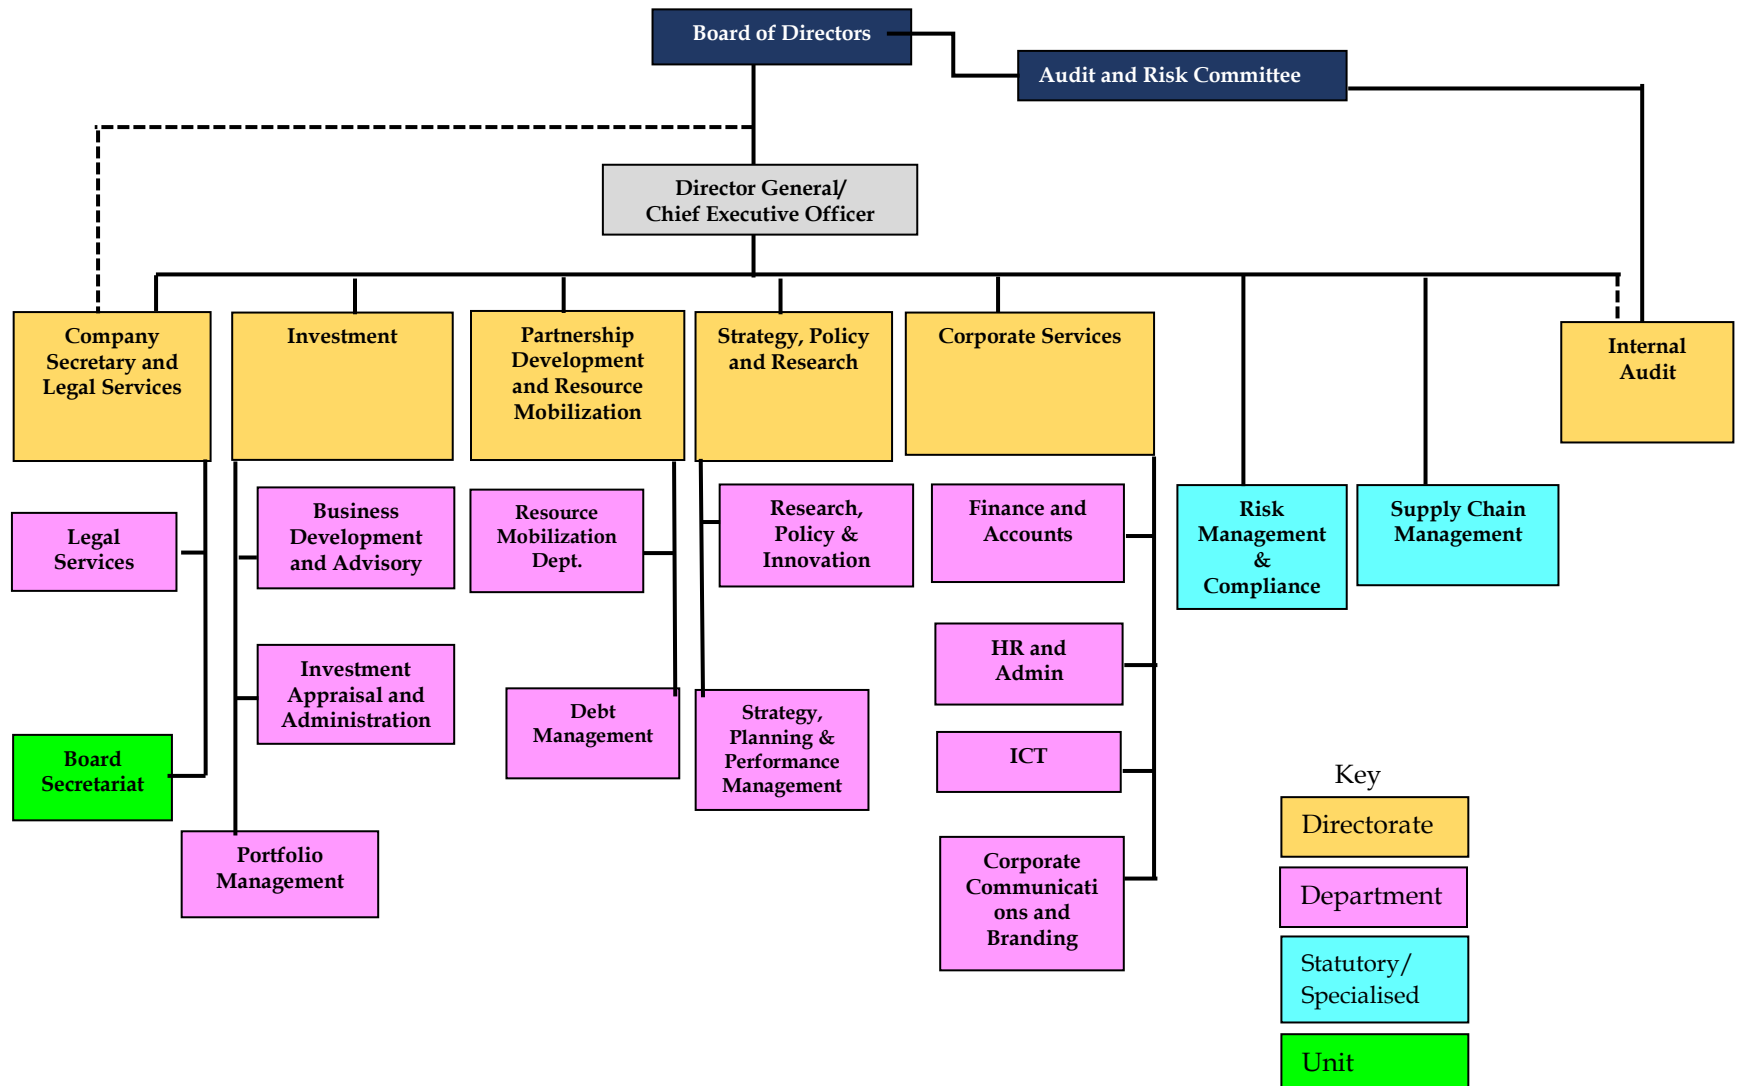 Board of Directors
Audit and Risk Committee
Director General/
Chief Executive Officer
Company
Secretary and
Legal Services
Investment
Partnership
Development
and Resource
Mobilization
Strategy, Policy
and Research
Corporate Services
Internal
Audit
Legal
Services
Business
Development
and Advisory
Resource
Mobilization
Dept.
Research,
Policy &
Innovation
Finance and
Accounts
Risk
Management
&
Compliance
Supply Chain
Management
Investment
Appraisal and
Administration
HR and
Admin
Board
Secretariat
Debt
Management
Strategy,
Planning &
Performance
Management
ICT
Portfolio
Management
Corporate
Communicati
ons and
Branding
Key
Directorate
Department
Statutory/
Specialised
Unit